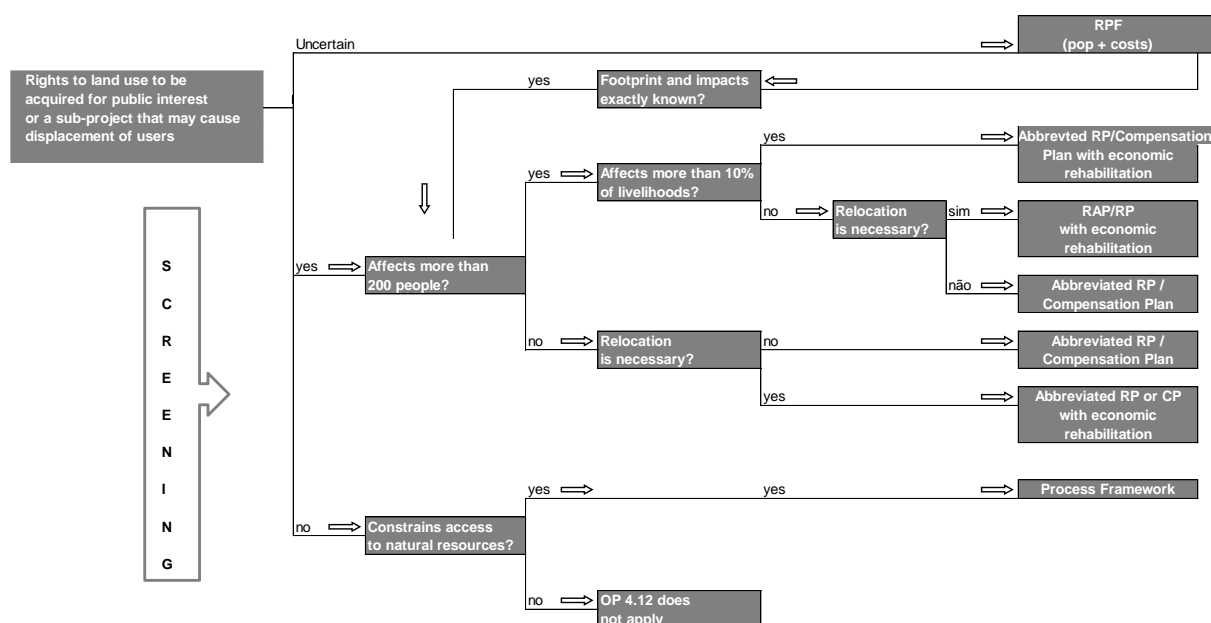 RPF
(pop + costs)
Uncertain
Rights to land use to be
acquired for public interest
or a sub-project that may cause
displacement of users
yes
Footprint and impacts
exactly known?
yes
Abbrevted RP/Compensation
Plan with economic
rehabilitation
yes
Affects more than 10%
of livelihoods?
no
Relocation
is necessary?
sim
RAP/RP
with economic
rehabilitation
S
C
R
E
E
N
I
N
G
yes
Affects more than
200 people?
não
Abbreviated RP /
Compensation Plan
no
Relocation
is necessary?
no
Abbreviated RP /
Compensation Plan
yes
Abbreviated RP or CP
with economic
rehabilitation
yes
yes
Process Framework
no
Constrains access
to natural resources?
no
OP 4.12 does
not apply